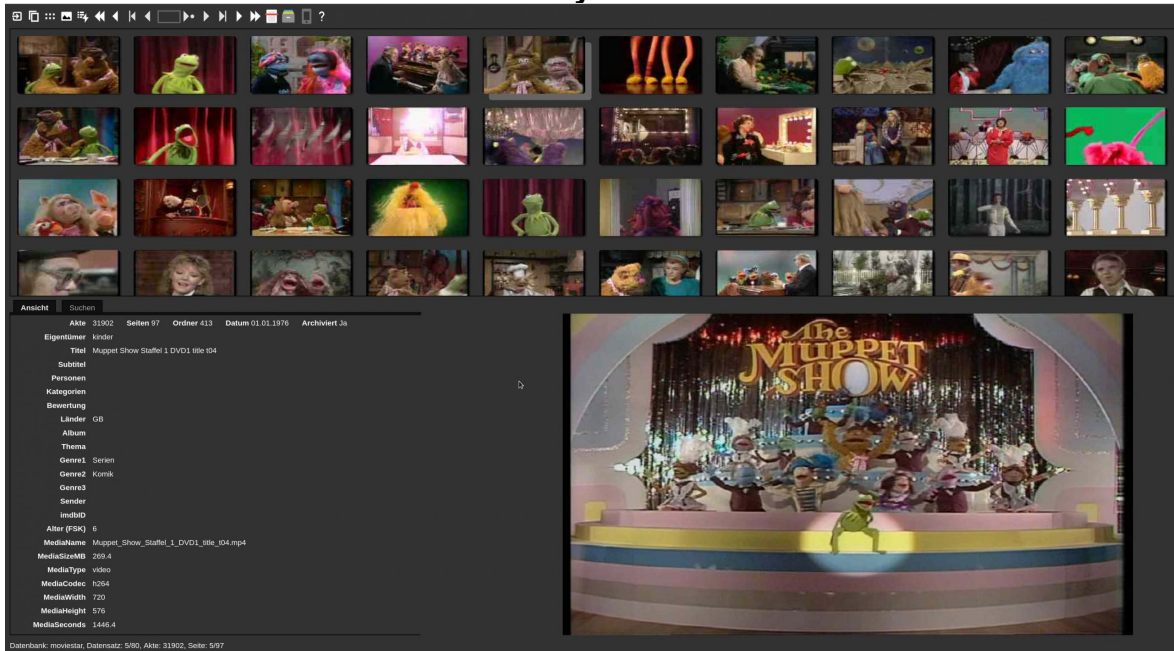 ?
Ansicht Suchen
Akte 31902 Seiten 97 Ordner 413 Datum 01.01.1976 Archiviert Ja
Eigentümer kinder
Titel Muppet Show Staffel 1 DVD1 title t04
Subtitel
Personen
Kategorien
Bewertung
Länder GB
Album
Thema
Genre1 Serien
Genre2 Komik
Genre3
Sender
imdbID
Alter (FSK) 6
MediaName Muppet_Show_Staffel_1_DVD1_title_t04.mp4
MediaSizeMB 269.4
MediaType video
MediaCodec h264
MediaWidth 720
MediaHeight 576
MediaSeconds 1446.4
The
MUPPET
SHOW
Datenbank: moviestar, Datensatz: 5/80, Akte: 31902, Seite: 5/97